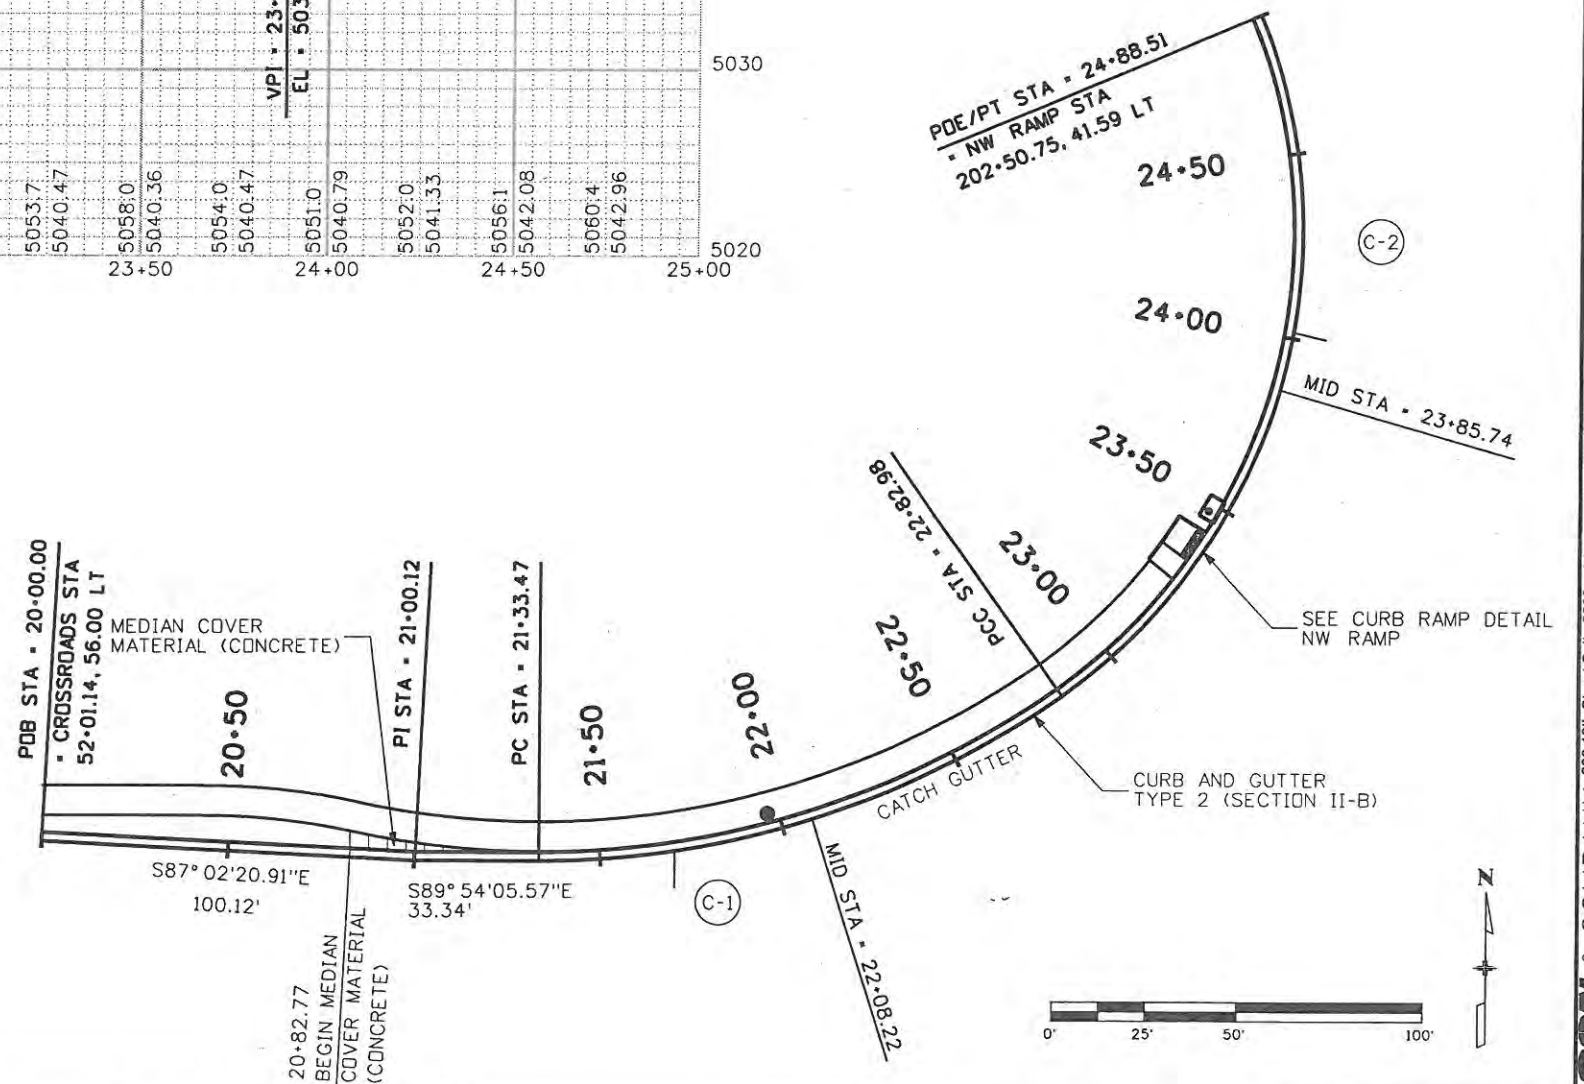 VPI = 23+
EL = 503
5030
5020
5053.7
5040.47
5058.0
5040.36
5054.0
5040.47
5051.0
5040.79
5052.0
5041.33
5056.1
5042.08
5060.4
5042.96
23+50
24+00
24+50
25+00
POE/PT STA = 24+88.51
= NW RAMP STA
202+50.75, 41.59 LT
24+50
C-2
24+00
MID STA = 23+85.74
23+50
PCC STA = 22+82.98
23+00
SEE CURB RAMP DETAIL
NW RAMP
22+50
22+00
CATCH GUTTER
CURB AND GUTTER
TYPE 2 (SECTION II-B)
POB STA = 20+00.00
= CROSSROADS STA
52+01.14, 56.00 LT
MEDIAN COVER
MATERIAL (CONCRETE)
20+50
PI STA = 21+00.12
PC STA = 21+33.47
21+50
S87° 02'20.91"E
100.12'
S89° 54'05.57"E
33.34'
C-1
MID STA = 22+08.22
20+82.77
BEGIN MEDIAN
COVER MATERIAL
(CONCRETE)
N
0'
25'
50'
100'